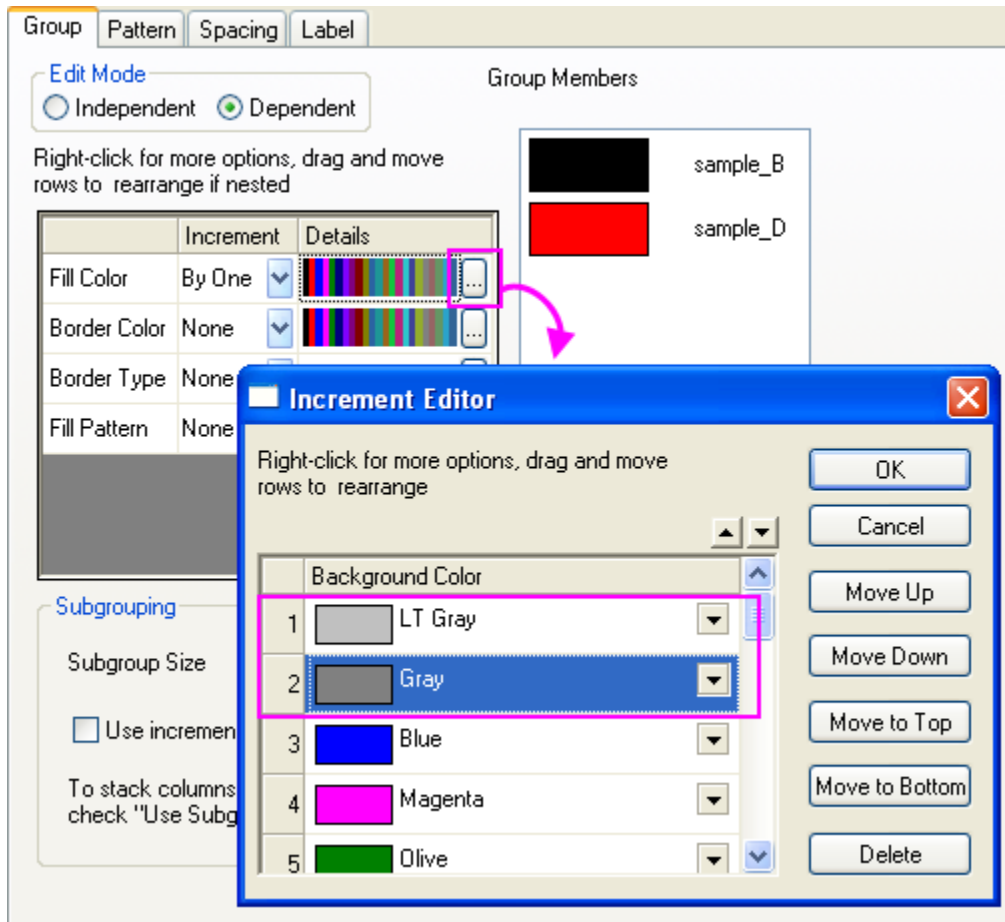 Group Pattern Spacing Label
Edit Mode
Independent Dependent
Group Members
Right-click for more options, drag and move
rows to rearrange if nested
sample_B
sample_D
Increment Details
Fill Color By One ...
Border Color None ...
Border Type None
Fill Pattern None
Subgrouping
Subgroup Size
Use incremen
To stack columns
check "Use Subg
Increment Editor
Right-click for more options, drag and move
rows to rearrange
Background Color
1 LT Gray
2 Gray
3 Blue
4 Magenta
5 Olive
OK
Cancel
Move Up
Move Down
Move to Top
Move to Bottom
Delete